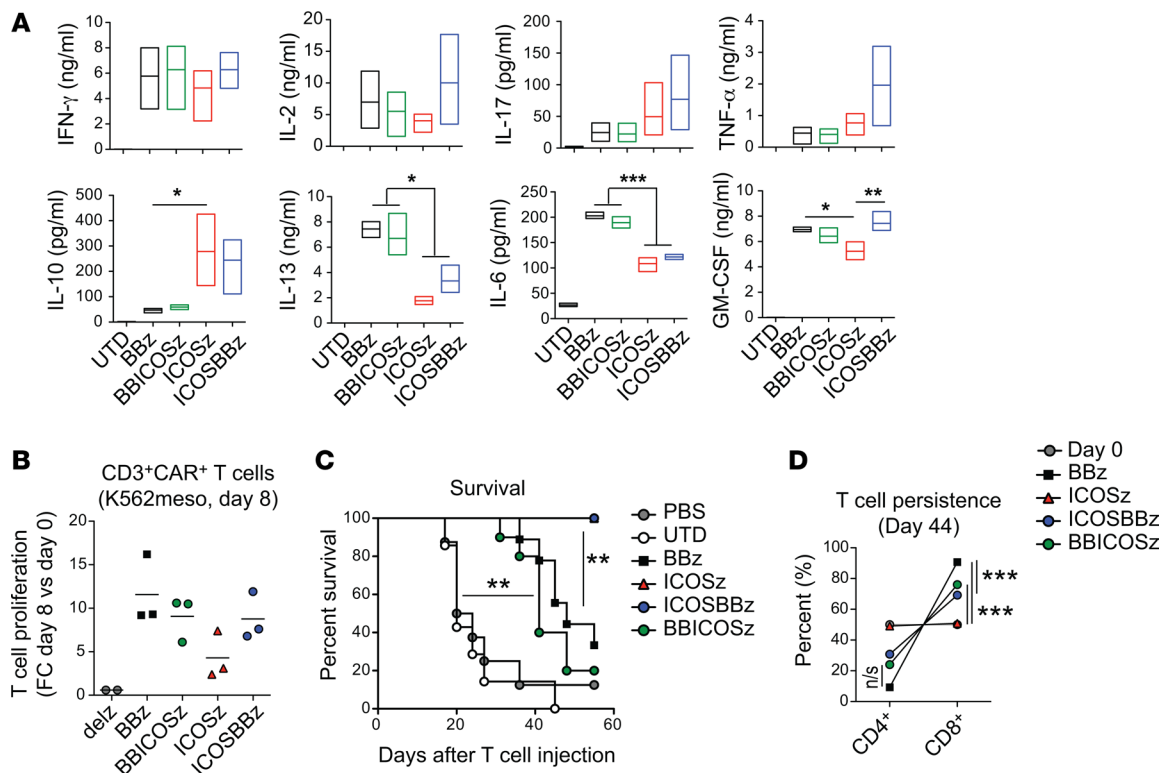 A
IFN-γ (ng/ml)
10
8
6
4
2
0
IL-2 (ng/ml)
20
15
10
5
0
IL-17 (pg/ml)
200
150
100
50
0
TNF-α (ng/ml)
4
3
2
1
0
IL-10 (pg/ml)
500
400
300
200
100
0
*
UTD
BBz
BBICOSz
ICOSz
ICOSBBz
IL-13 (ng/ml)
10
8
6
4
2
0
*
UTD
BBz
BBICOSz
ICOSz
ICOSBBz
IL-6 (pg/ml)
250
200
150
100
50
0
***
UTD
BBz
BBICOSz
ICOSz
ICOSBBz
GM-CSF (ng/ml)
10
8
6
4
2
0
*
**
UTD
BBz
BBICOSz
ICOSz
ICOSBBz
B
CD3+CAR+ T cells
(K562meso, day 8)
T cell proliferation
(FC day 8 vs day 0)
20
15
10
5
0
delz
BBz
BBICOSz
ICOSz
ICOSBBz
C
Survival
Percent survival
100
80
60
40
20
0
**
**
0
20
40
60
Days after T cell injection
PBS
UTD
BBz
ICOSz
ICOSBBz
BBICOSz
D
T cell persistence
(Day 44)
Percent (%)
100
80
60
40
20
0
n/s
***
***
CD4+
CD8+
Day 0
BBz
ICOSz
ICOSBBz
BBICOSz